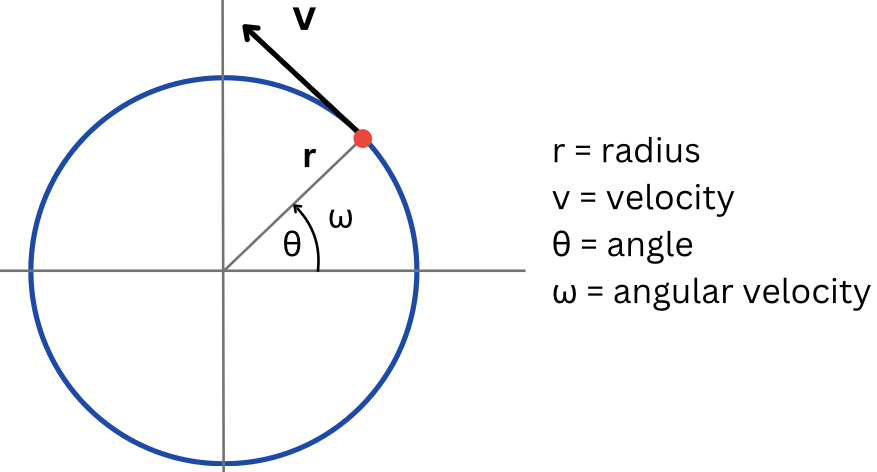 v
r
ω
θ
r = radius
v = velocity
θ = angle
ω = angular velocity